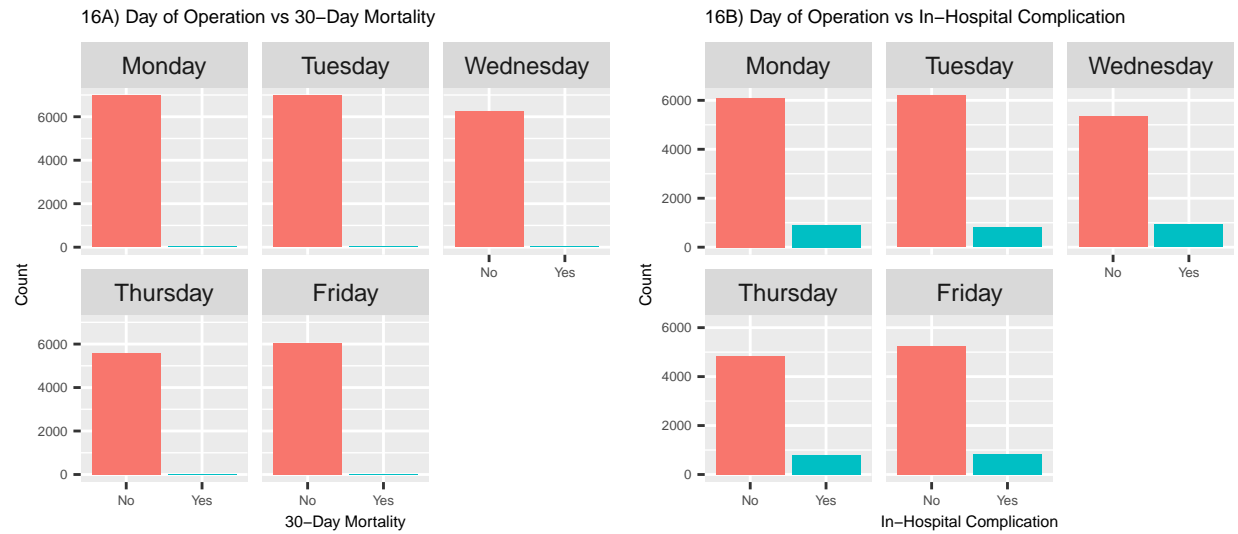 16A) Day of Operation vs 30−Day Mortality
Monday
Tuesday
Wednesday
6000
4000
2000
0
No
Yes
Thursday
Friday
6000
4000
2000
0
No
Yes
No
Yes
Count
30−Day Mortality
16B) Day of Operation vs In−Hospital Complication
Monday
Tuesday
Wednesday
6000
4000
2000
0
No
Yes
Thursday
Friday
6000
4000
2000
0
No
Yes
No
Yes
Count
In−Hospital Complication